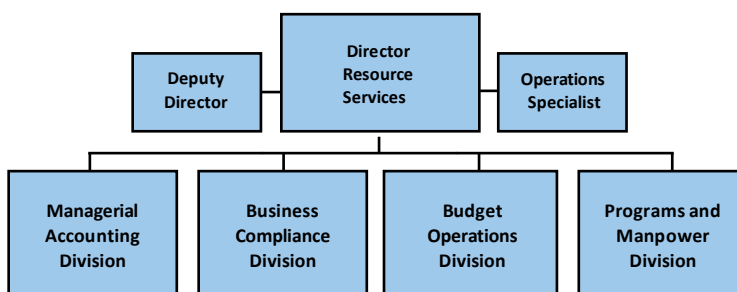 Director
Resource
Services
Deputy
Director
Operations
Specialist
Managerial
Accounting
Division
Business
Compliance
Division
Budget
Operations
Division
Programs and
Manpower
Division